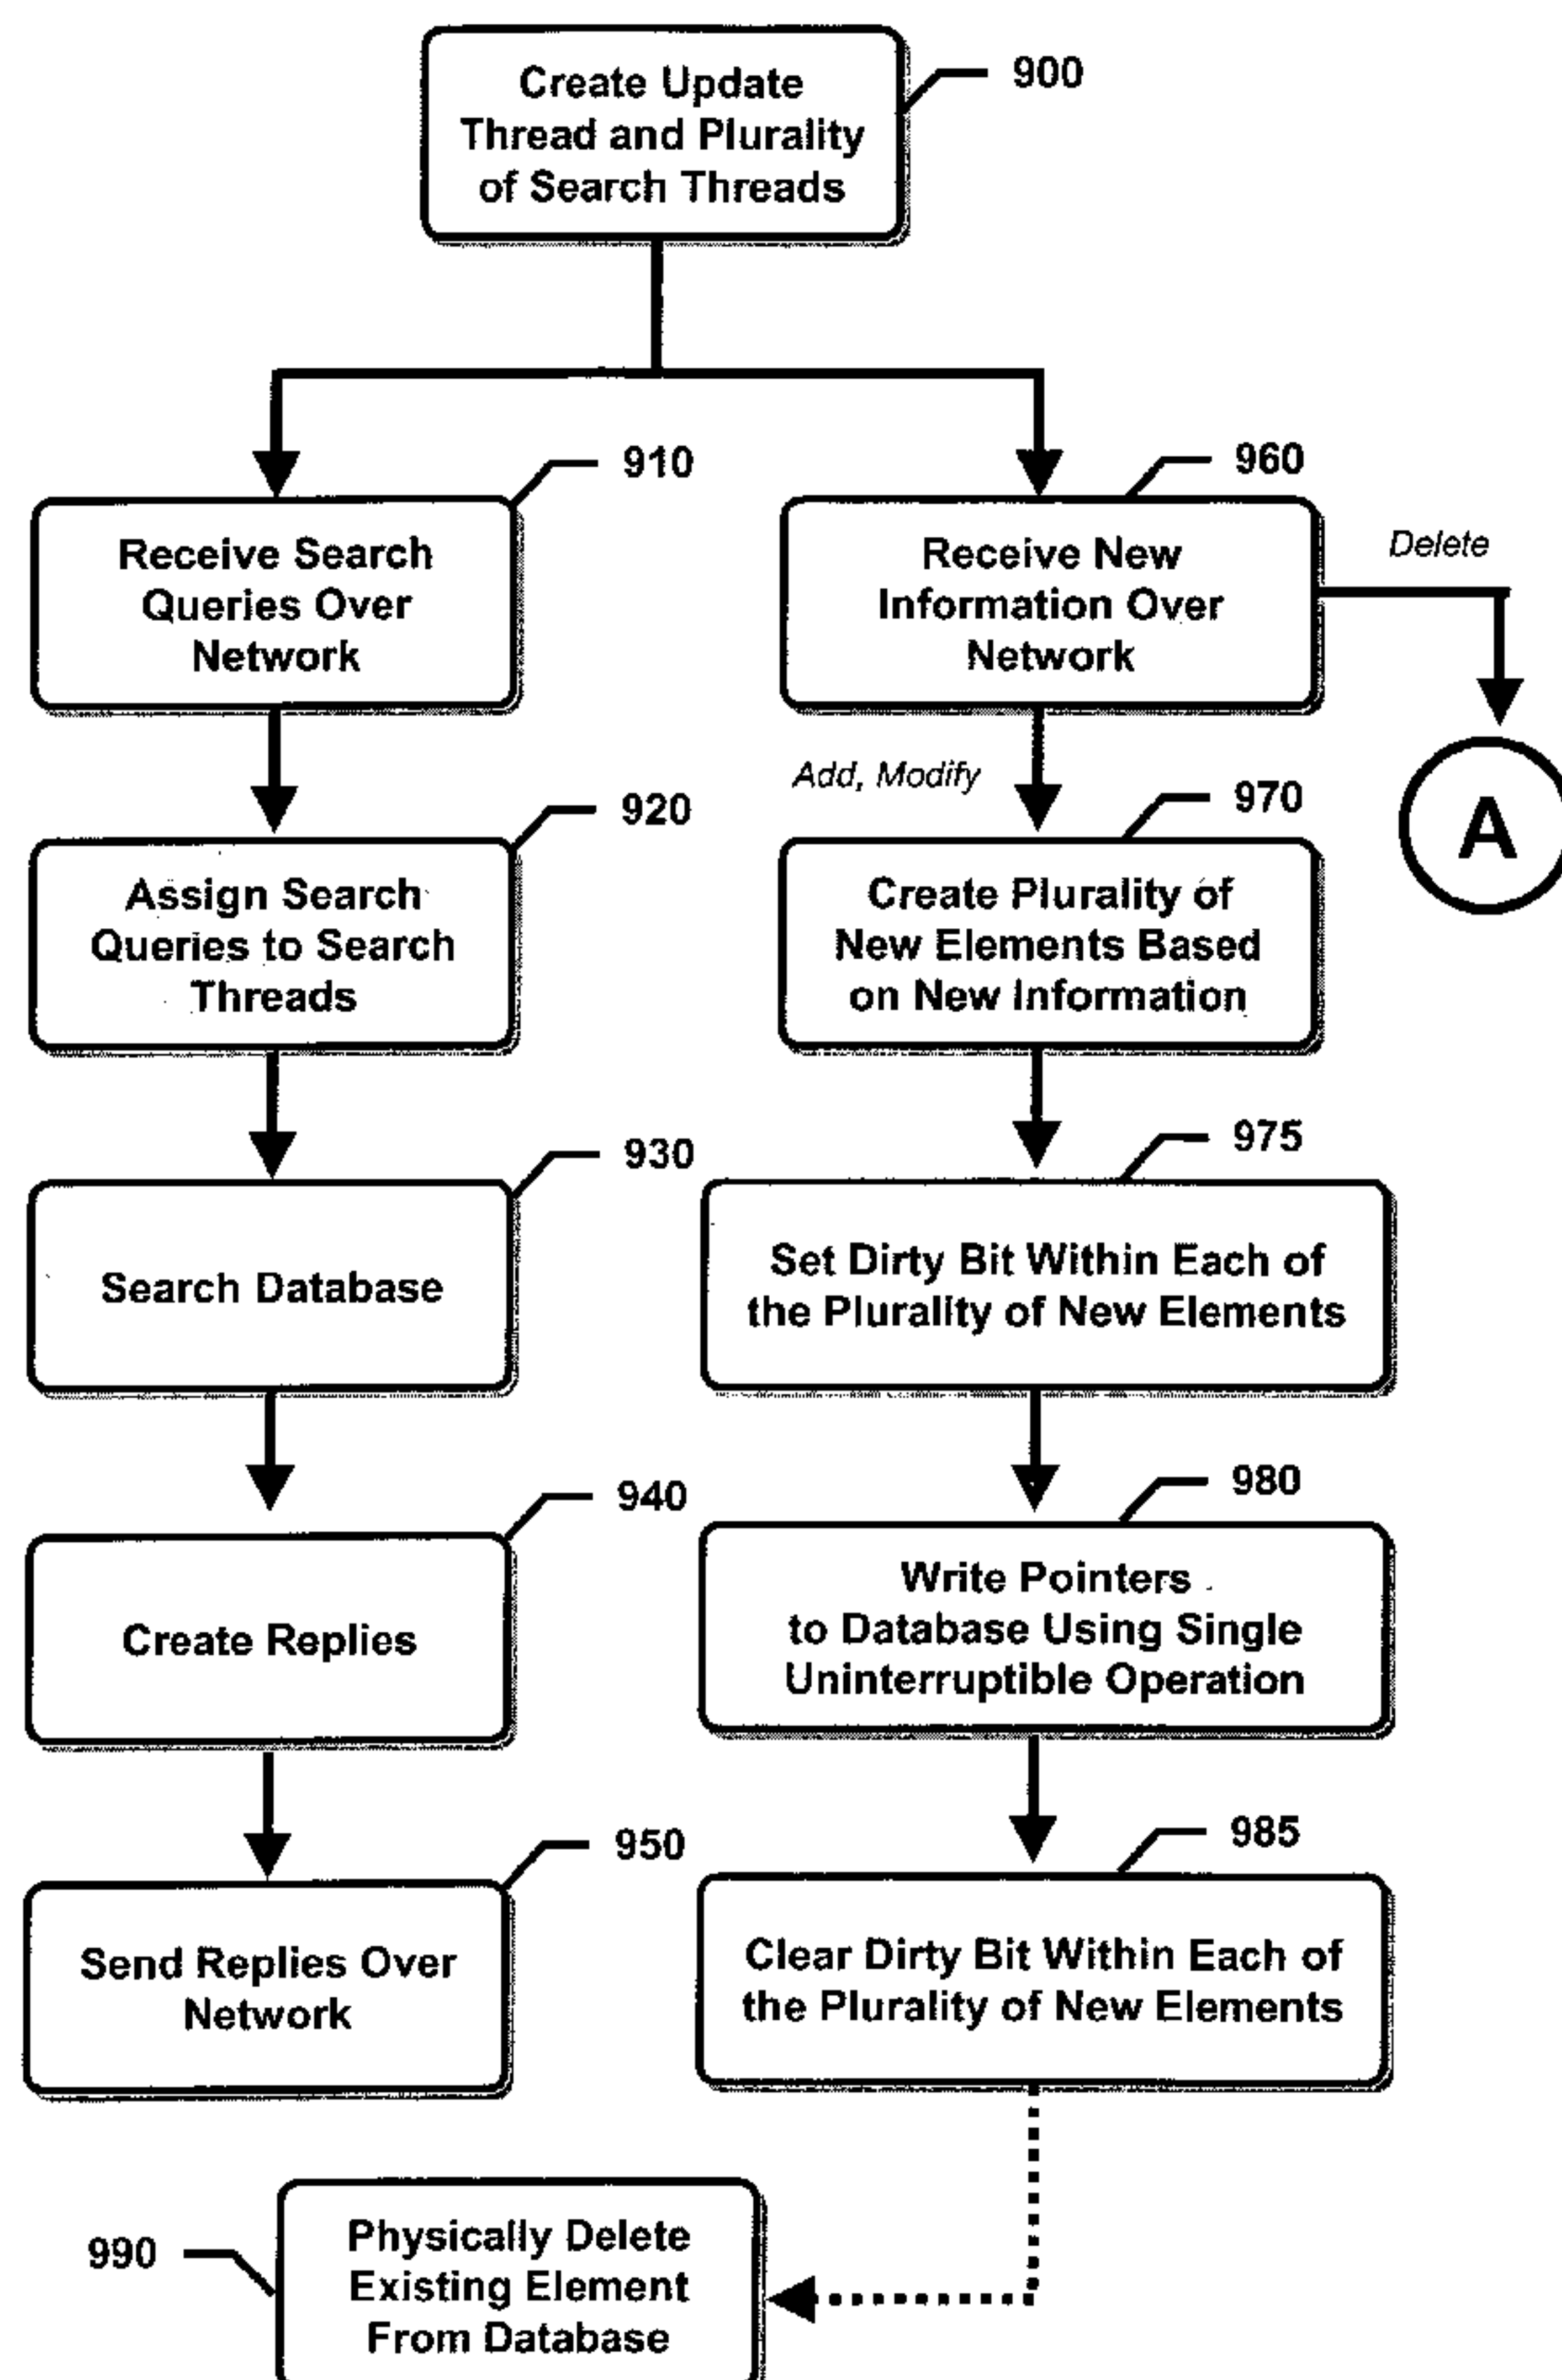 Create Update
Thread and Plurality
of Search Threads
900
910
Receive Search
Queries Over
Network
960
Receive New
Information Over
Network
Delete
A
920
Assign Search
Queries to Search
Threads
Add, Modify
970
Create Plurality of
New Elements Based
on New Information
930
Search Database
975
Set Dirty Bit Within Each of
the Plurality of New Elements
940
Create Replies
980
Write Pointers
to Database Using Single
Uninterruptible Operation
950
Send Replies Over
Network
985
Clear Dirty Bit Within Each of
the Plurality of New Elements
990
Physically Delete
Existing Element
From Database